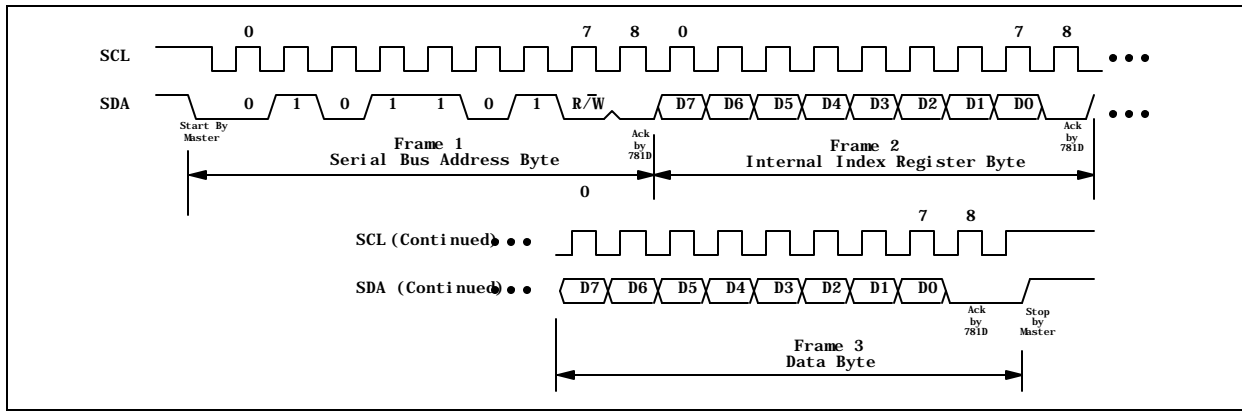 0 7 8 0 7 8
SCL
SDA 0 1 0 1 1 0 1 R/W D7 D6 D5 D4 D3 D2 D1 D0
Start By
Master
Ack
by
781D
Ack
by
781D
Frame 1
Serial Bus Address Byte
Frame 2
Internal Index Register Byte
0
7 8
SCL (Continued)
SDA (Continued) D7 D6 D5 D4 D3 D2 D1 D0
Ack
by
781D
Stop
by
Master
Frame 3
Data Byte